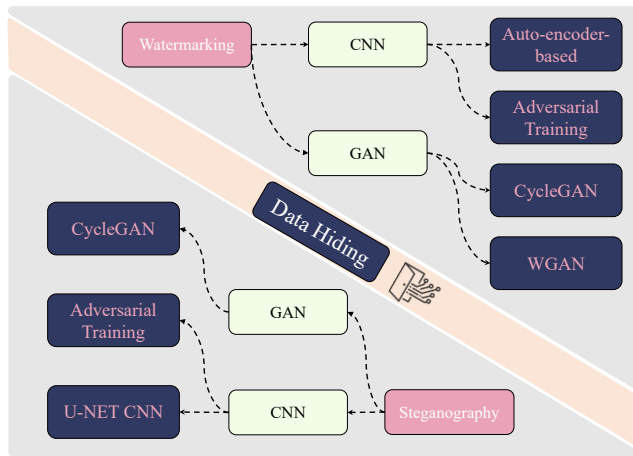 Watermarking
CNN
Auto-encoder-
based
Adversarial
Training
GAN
CycleGAN
WGAN
Data Hiding
CycleGAN
GAN
Adversarial
Training
U-NET CNN
CNN
Steganography